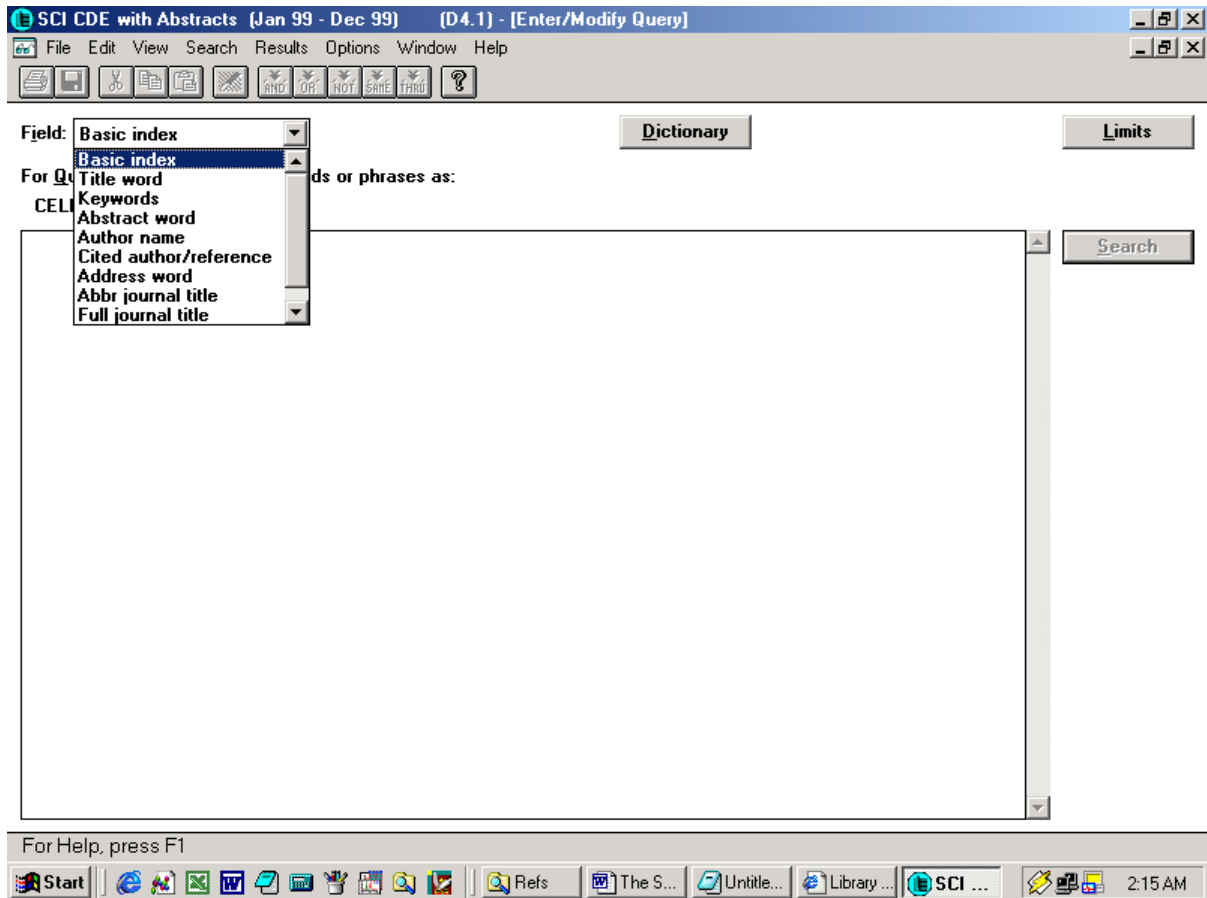 SCI CDE with Abstracts (Jan 99 - Dec 99) (D4.1) - [Enter/Modify Query]
File Edit View Search Results Options Window Help
AND OR NOT SAME THRU ?
Field: Basic index Dictionary Limits
Basic index
Title word
For Qu ds or phrases as:
Keywords
CELL
Abstract word
Author name
Cited author/reference
Search
Address word
Abbr journal title
Full journal title
For Help, press F1
Start Refs The S... Untitle... Library ... SCI ... 2:15 AM